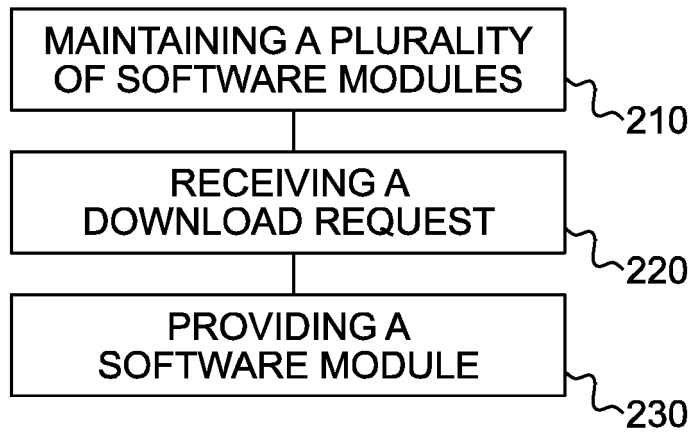 MAINTAINING A PLURALITY
OF SOFTWARE MODULES
210
RECEIVING A
DOWNLOAD REQUEST
220
PROVIDING A
SOFTWARE MODULE
230